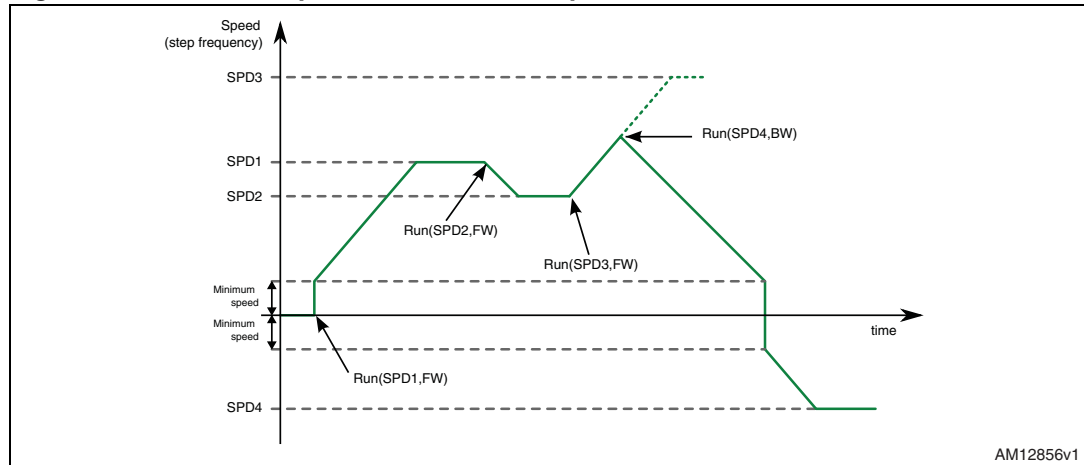 Speed
(step frequency)
SPD3
Run(SPD4,BW)
SPD1
SPD2
Run(SPD2,FW)
Run(SPD3,FW)
Minimum
speed
Minimum
speed
time
Run(SPD1,FW)
SPD4
AM12856v1